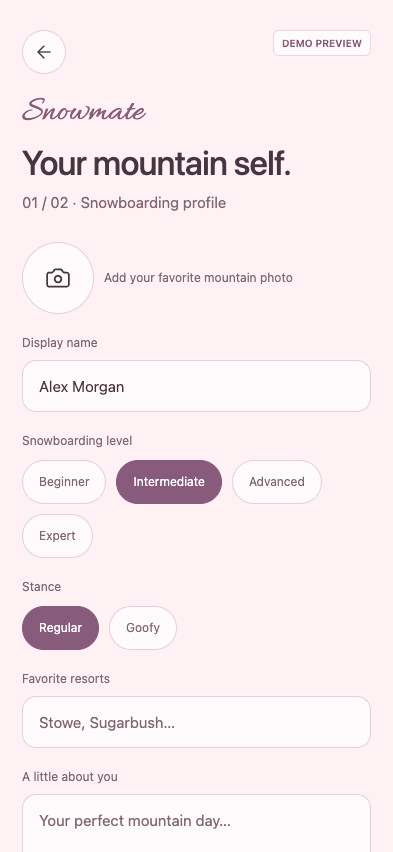 DEMO PREVIEW
Snowmate
Your mountain self.
01 / 02 · Snowboarding profile
Add your favorite mountain photo
Display name
Alex Morgan
Snowboarding level
Beginner Intermediate Advanced
Expert
Stance
Regular Goofy
Favorite resorts
Stowe, Sugarbush...
A little about you
Your perfect mountain day...